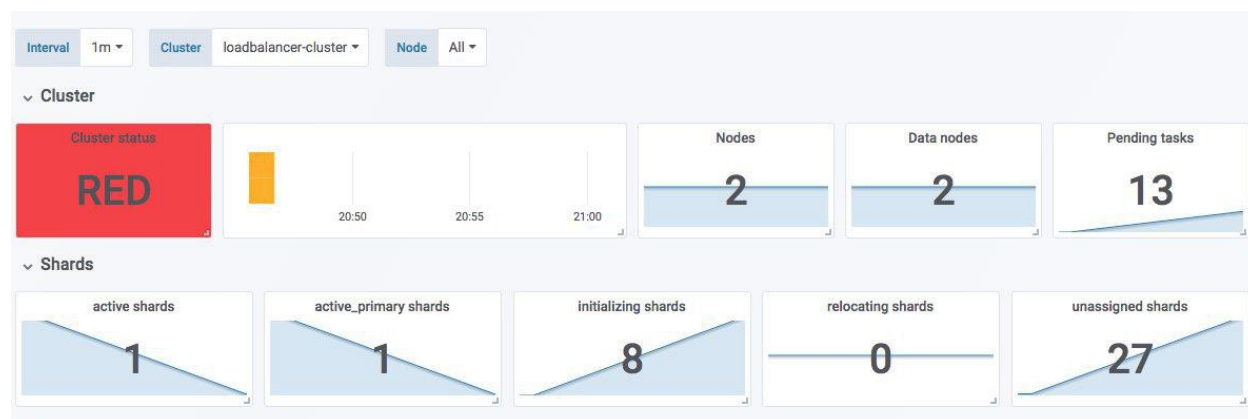 Interval 1m Cluster loadbalancer-cluster Node All
Cluster
Cluster status Nodes Data nodes Pending tasks
RED 2 2 13
20:50 20:55 21:00
Shards
active shards active_primary shards initializing shards relocating shards unassigned shards
1 1 8 0 27